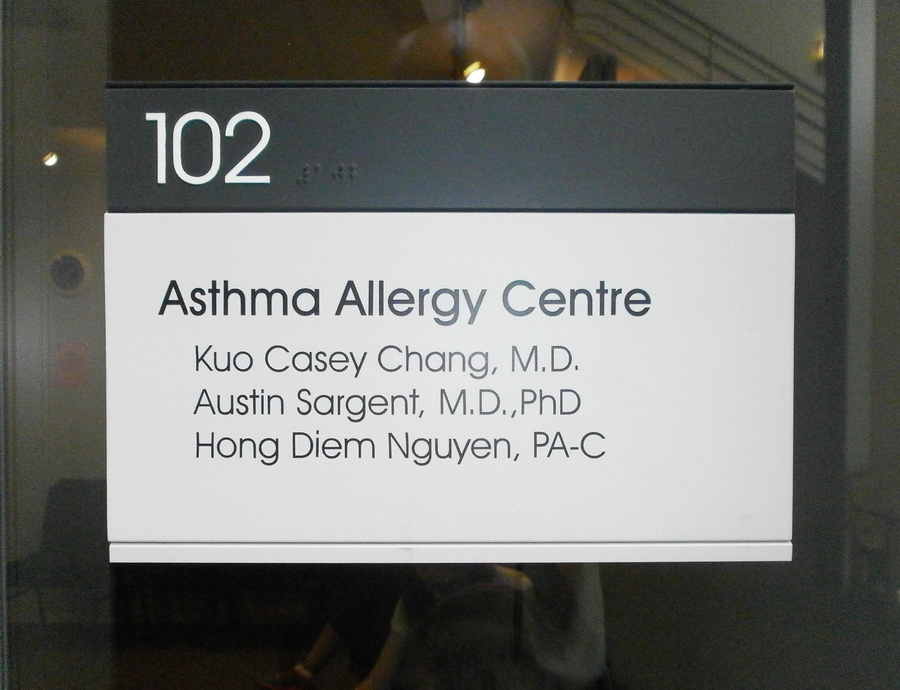 102
Asthma Allergy Centre
Kuo Casey Chang, M.D.
Austin Sargent, M.D.,PhD
Hong Diem Nguyen, PA-C